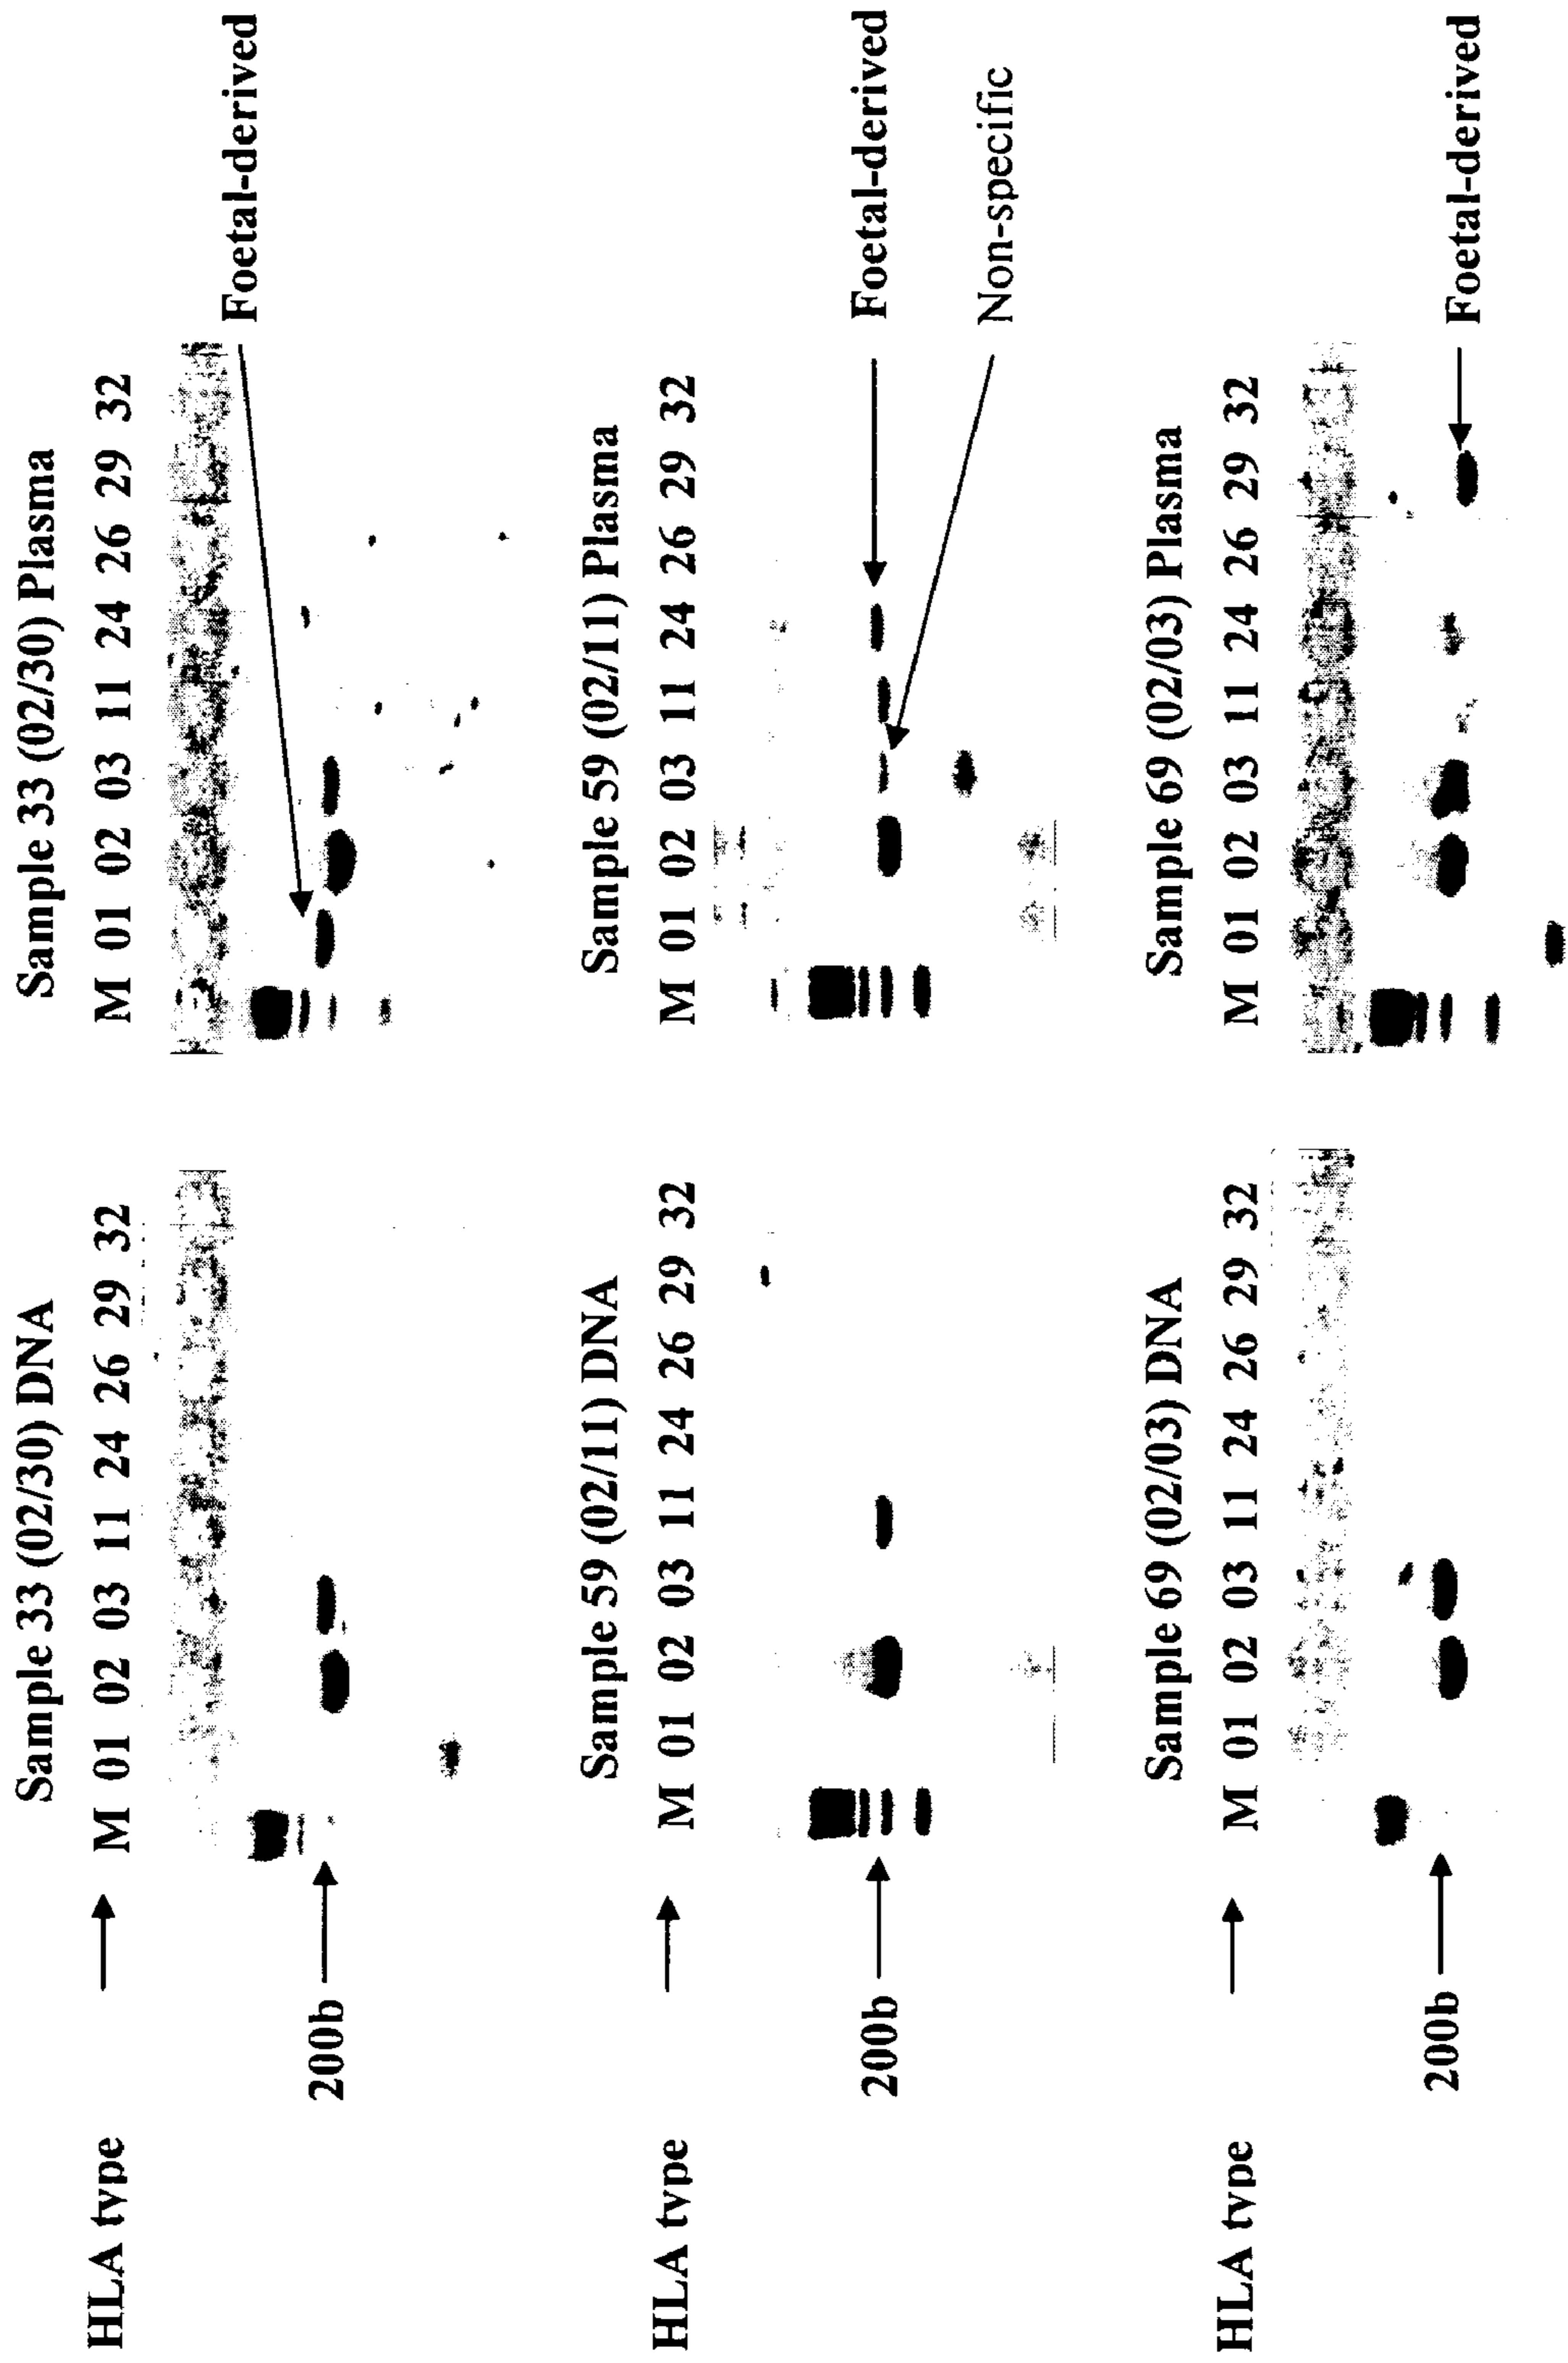 Sample 33 (02/30) DNA
Sample 33 (02/30) Plasma
HLA type
M 01 02 03 11 24 26 29 32
M 01 02 03 11 24 26 29 32
200b
Foetal-derived
Sample 59 (02/11) DNA
Sample 59 (02/11) Plasma
HLA type
M 01 02 03 11 24 26 29 32
M 01 02 03 11 24 26 29 32
200b
Foetal-derived
Non-specific
Sample 69 (02/03) DNA
Sample 69 (02/03) Plasma
HLA type
M 01 02 03 11 24 26 29 32
M 01 02 03 11 24 26 29 32
200b
Foetal-derived